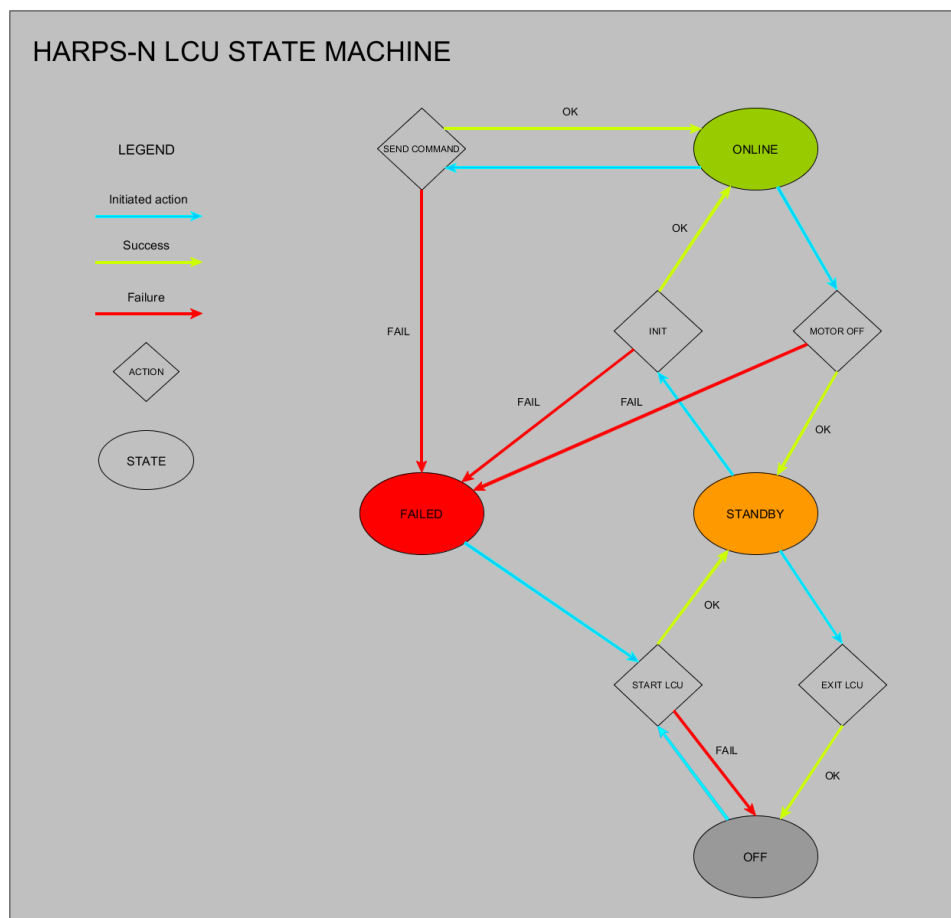 HARPS-N LCU STATE MACHINE
LEGEND
Initiated action
Success
Failure
ACTION
STATE
OK
SEND COMMAND
ONLINE
OK
FAIL
INIT
MOTOR OFF
FAIL
FAIL
OK
FAILED
STANDBY
OK
START LCU
EXIT LCU
FAIL
OK
OFF